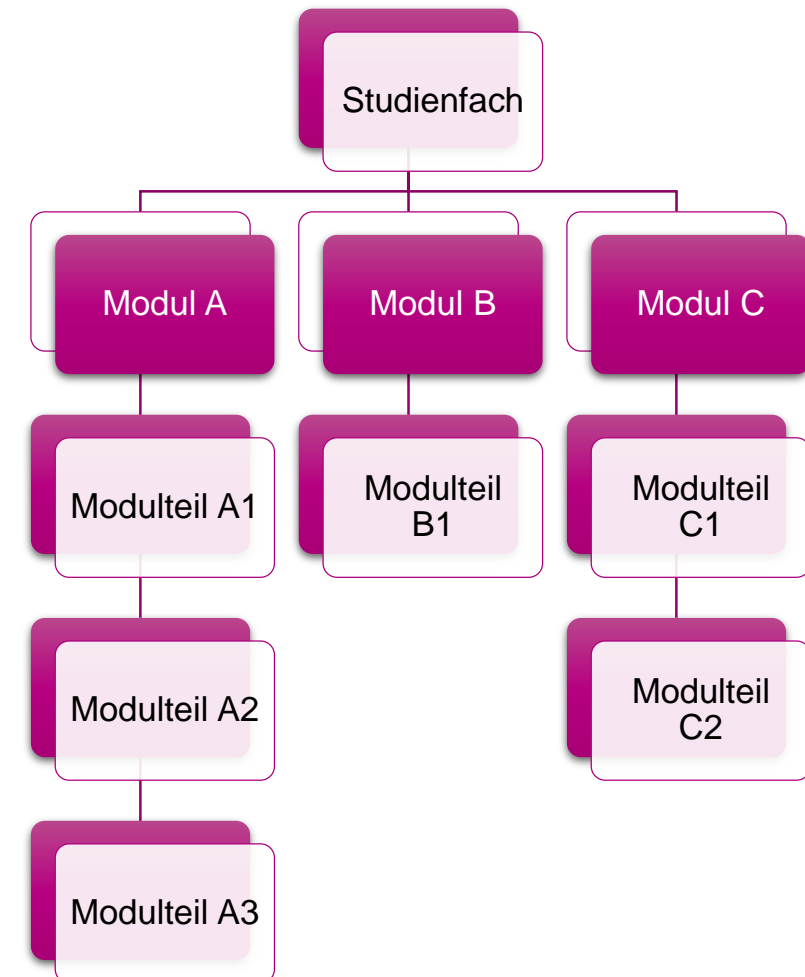 Studienfach
Modul A
Modul B
Modul C
Modulteil A1
Modulteil
B1
Modulteil
C1
Modulteil A2
Modulteil
C2
Modulteil A3